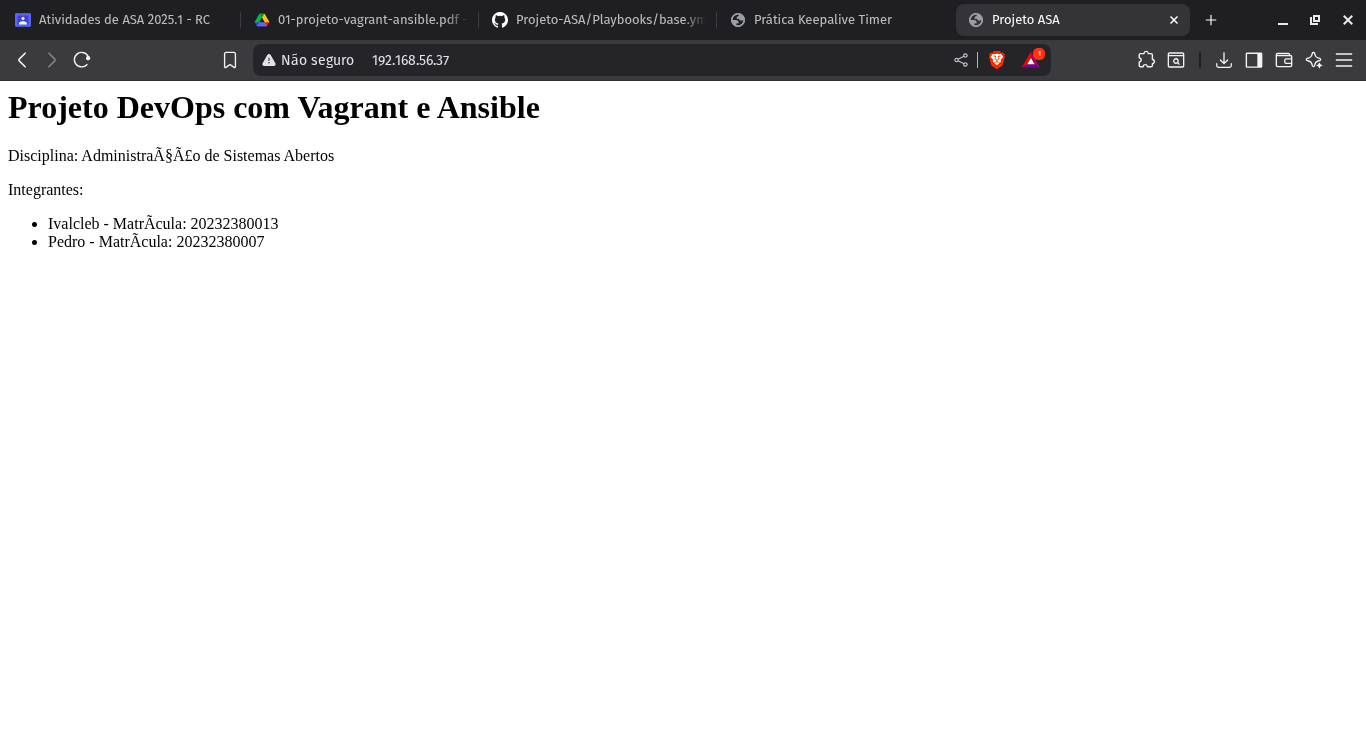 Atividades de ASA 2025.1 - RC
01-projeto-vagrant-ansible.pdf -
Projeto-ASA/Playbooks/base.ym
Prática Keepalive Timer
Projeto ASA
Não seguro
192.168.56.37
1
Projeto DevOps com Vagrant e Ansible
Disciplina: AdministraÃ§Ã£o de Sistemas Abertos
Integrantes:
Ivalcleb - MatrÃcula: 20232380013
Pedro - MatrÃcula: 20232380007